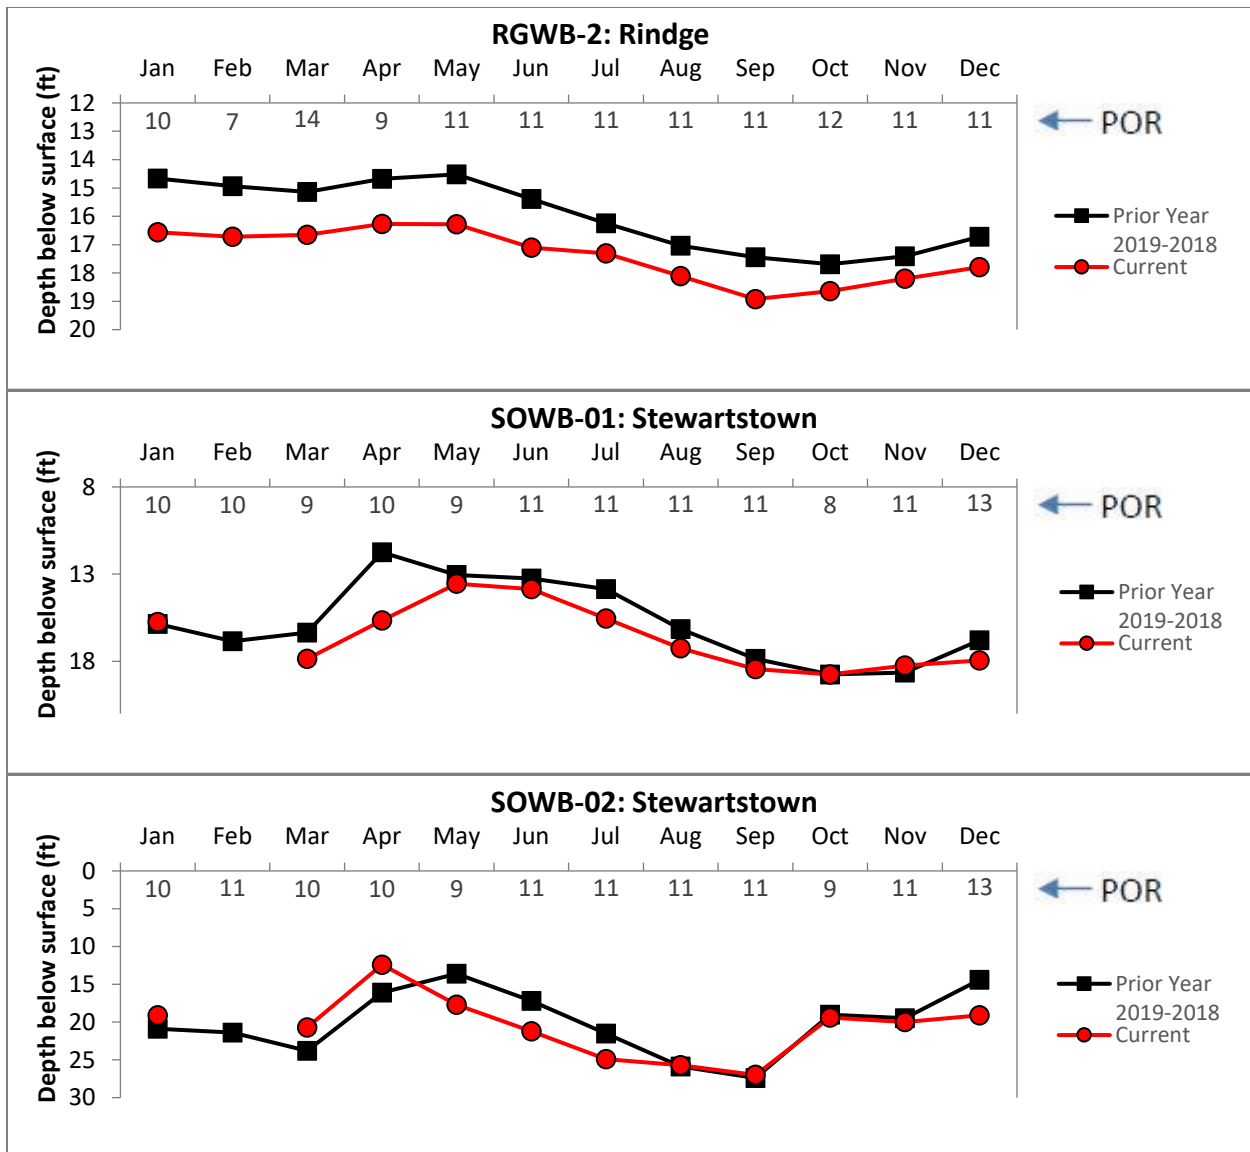 RGWB-2: Rindge
Jan Feb Mar Apr May Jun Jul Aug Sep Oct Nov Dec
Depth below surface (ft)
12
10 7 14 9 11 11 11 11 11 12 11 11
13
14
15
16
17
18
19
20
POR
Prior Year
2019-2018
Current
SOWB-01: Stewartstown
Jan Feb Mar Apr May Jun Jul Aug Sep Oct Nov Dec
Depth below surface (ft)
8
10 10 9 10 9 11 11 11 11 8 11 13
13
18
POR
Prior Year
2019-2018
Current
SOWB-02: Stewartstown
Jan Feb Mar Apr May Jun Jul Aug Sep Oct Nov Dec
Depth below surface (ft)
0
10 11 10 10 9 11 11 11 11 9 11 13
5
10
15
20
25
30
POR
Prior Year
2019-2018
Current